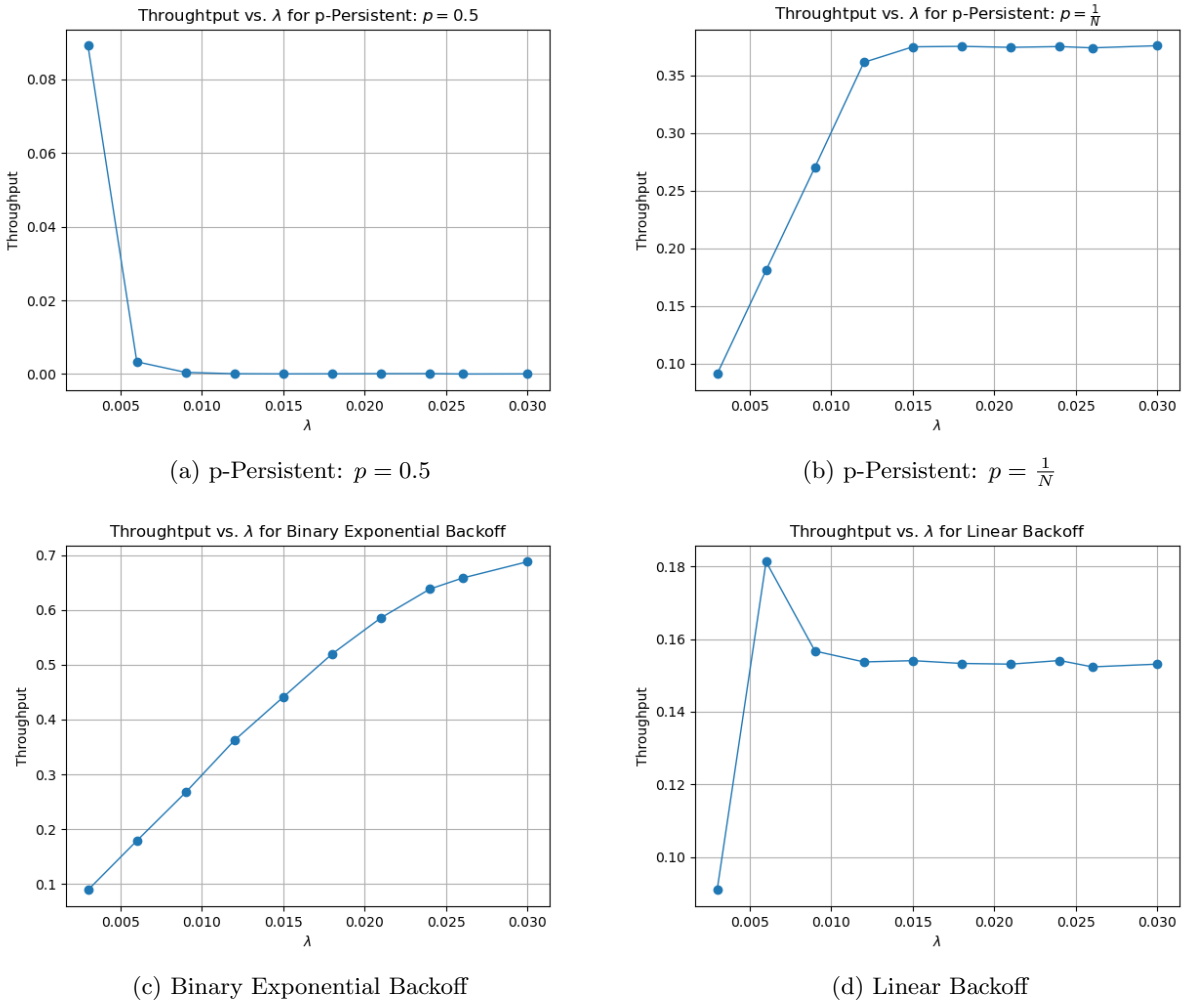 Throughtput vs. λ for p-Persistent: p = 0.5
Throughput
0.08
0.06
0.04
0.02
0.00
0.005 0.010 0.015 0.020 0.025 0.030
λ
(a) p-Persistent: p = 0.5
Throughtput vs. λ for p-Persistent: p = 1/N
Throughput
0.35
0.30
0.25
0.20
0.15
0.10
0.005 0.010 0.015 0.020 0.025 0.030
λ
(b) p-Persistent: p = 1/N
Throughtput vs. λ for Binary Exponential Backoff
Throughput
0.7
0.6
0.5
0.4
0.3
0.2
0.1
0.005 0.010 0.015 0.020 0.025 0.030
λ
(c) Binary Exponential Backoff
Throughtput vs. λ for Linear Backoff
Throughput
0.18
0.16
0.14
0.12
0.10
0.005 0.010 0.015 0.020 0.025 0.030
λ
(d) Linear Backoff